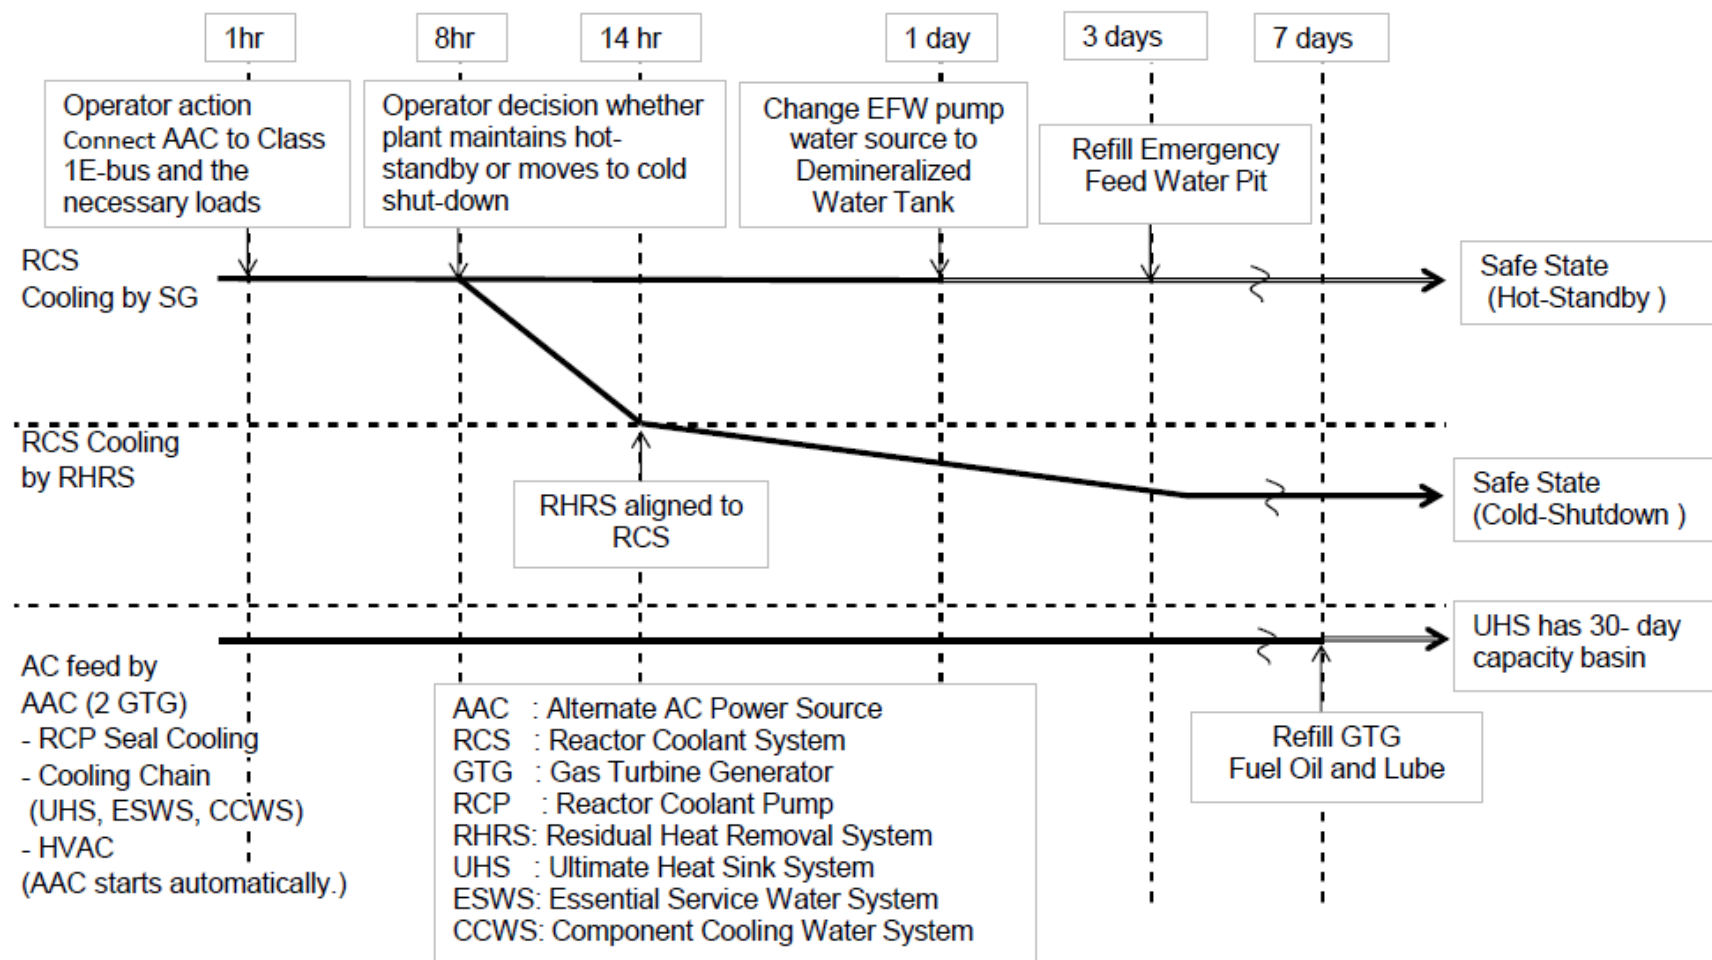 1hr
8hr
14 hr
1 day
3 days
7 days
Operator action
Connect AAC to Class
1E-bus and the
necessary loads
Operator decision whether
plant maintains hot-
standby or moves to cold
shut-down
Change EFW pump
water source to
Demineralized
Water Tank
Refill Emergency
Feed Water Pit
RCS
Cooling by SG
Safe State
(Hot-Standby )
RCS Cooling
by RHRS
RHRS aligned to
RCS
Safe State
(Cold-Shutdown )
AC feed by
AAC (2 GTG)
- RCP Seal Cooling
- Cooling Chain
(UHS, ESWS, CCWS)
- HVAC
(AAC starts automatically.)
UHS has 30- day
capacity basin
Refill GTG
Fuel Oil and Lube
AAC : Alternate AC Power Source
RCS : Reactor Coolant System
GTG : Gas Turbine Generator
RCP : Reactor Coolant Pump
RHRS: Residual Heat Removal System
UHS : Ultimate Heat Sink System
ESWS: Essential Service Water System
CCWS: Component Cooling Water System